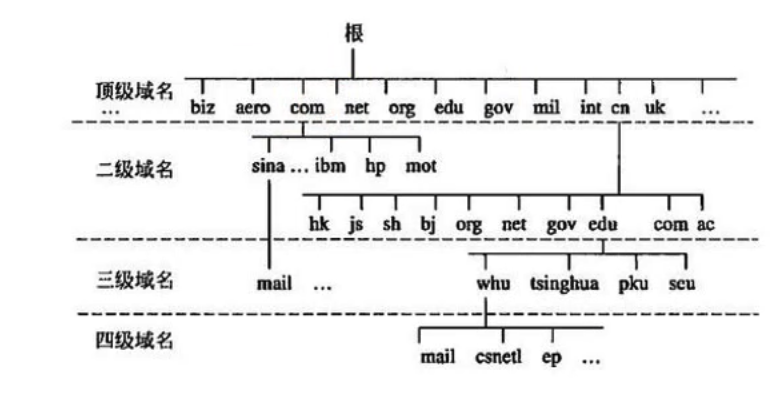 根
顶级域名 biz aero com net org edu gov mil int cn uk ...
...
二级域名 sina ... ibm hp mot
hk js sh bj org net gov edu com ac
三级域名 mail ... whu tsinghua pku scu
四级域名
mail csnetl ep ...